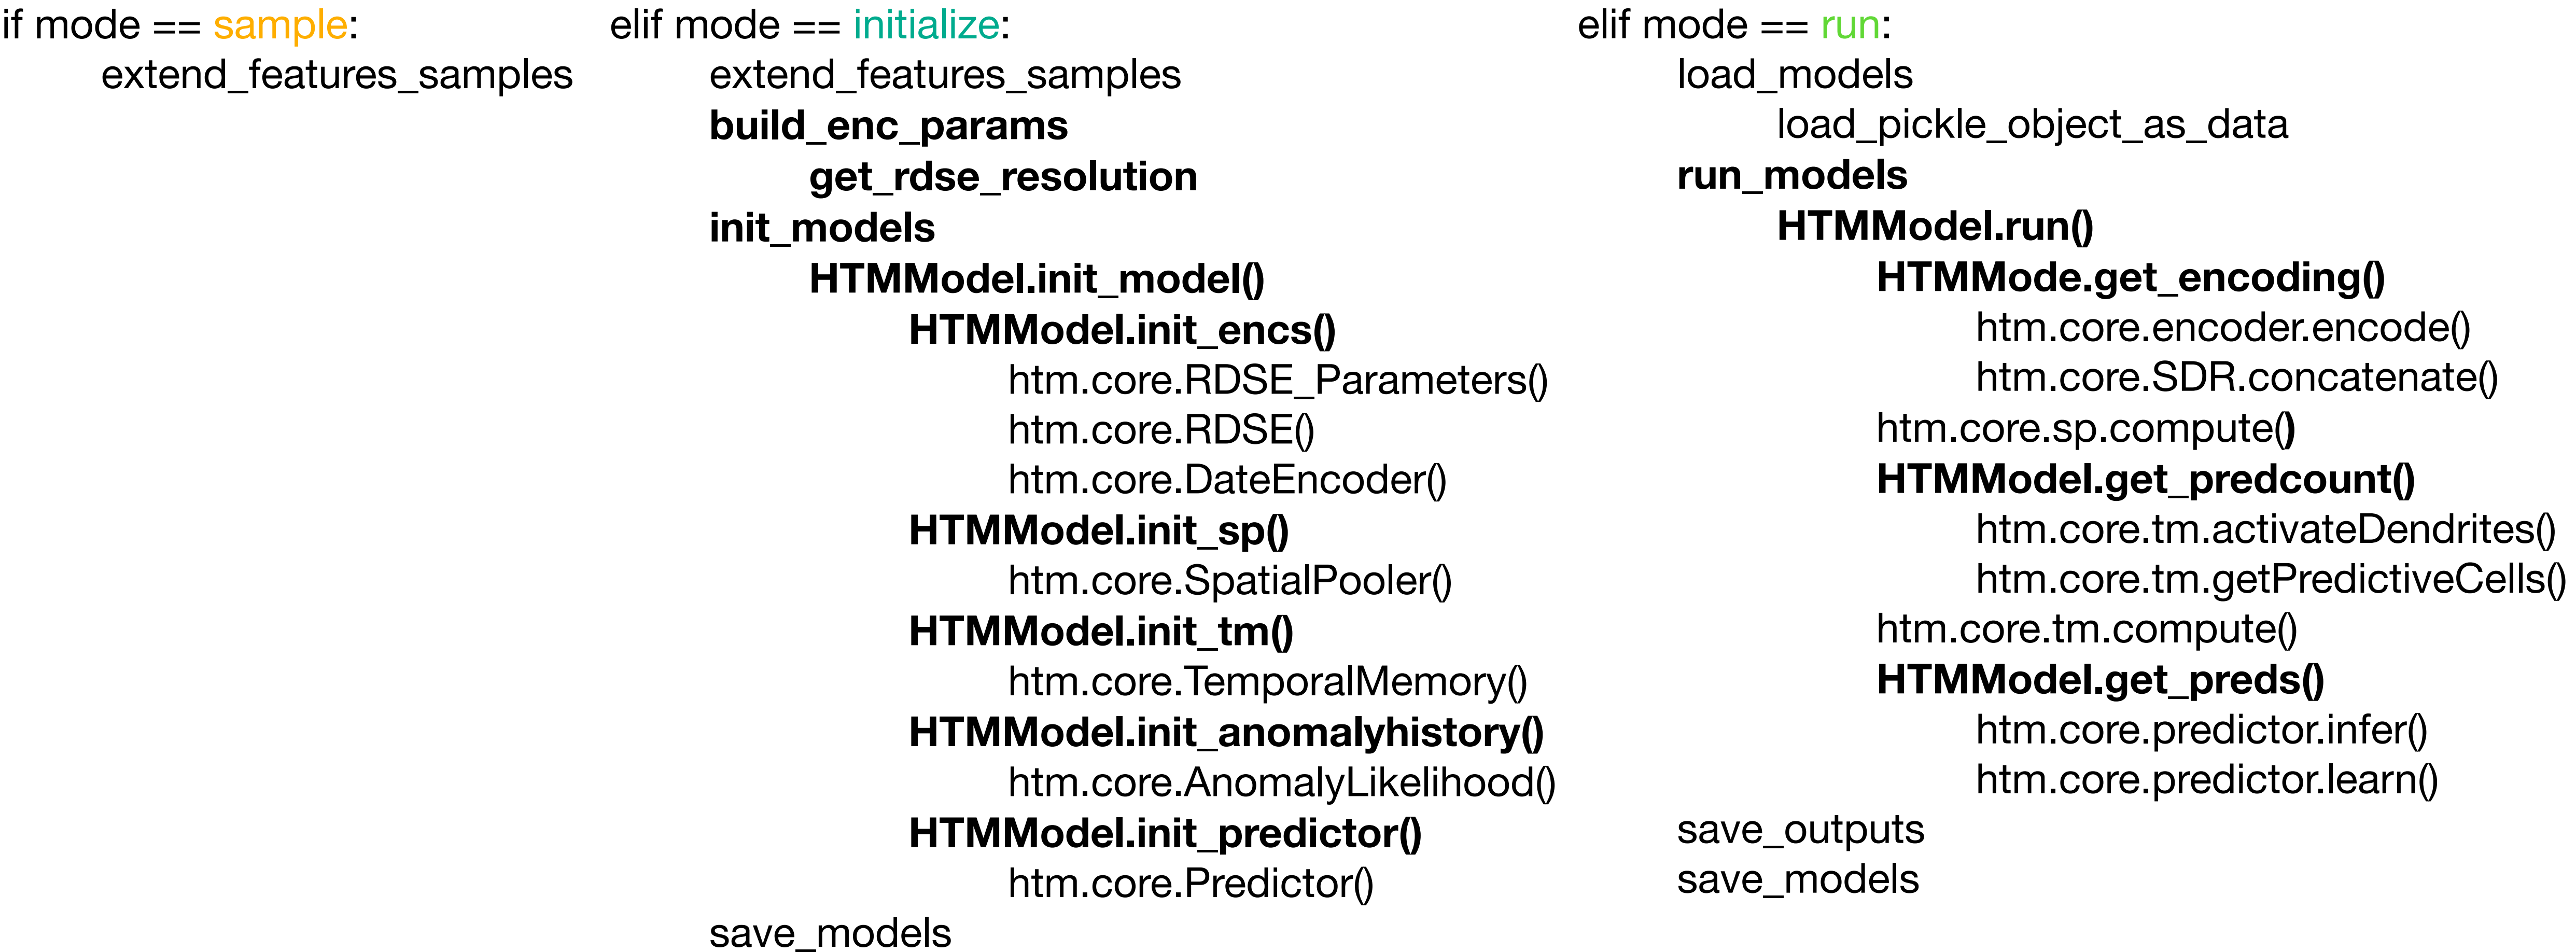 if mode == sample:
extend_features_samples
elif mode == initialize:
extend_features_samples
build_enc_params
get_rdse_resolution
init_models
HTMModel.init_model()
HTMModel.init_encs()
htm.core.RDSE_Parameters()
htm.core.RDSE()
htm.core.DateEncoder()
HTMModel.init_sp()
htm.core.SpatialPooler()
HTMModel.init_tm()
htm.core.TemporalMemory()
HTMModel.init_anomalyhistory()
htm.core.AnomalyLikelihood()
HTMModel.init_predictor()
htm.core.Predictor()
save_models
elif mode == run:
load_models
load_pickle_object_as_data
run_models
HTMModel.run()
HTMMode.get_encoding()
htm.core.encoder.encode()
htm.core.SDR.concatenate()
htm.core.sp.compute()
HTMModel.get_predcount()
htm.core.tm.activateDendrites()
htm.core.tm.getPredictiveCells()
htm.core.tm.compute()
HTMModel.get_preds()
htm.core.predictor.infer()
htm.core.predictor.learn()
save_outputs
save_models